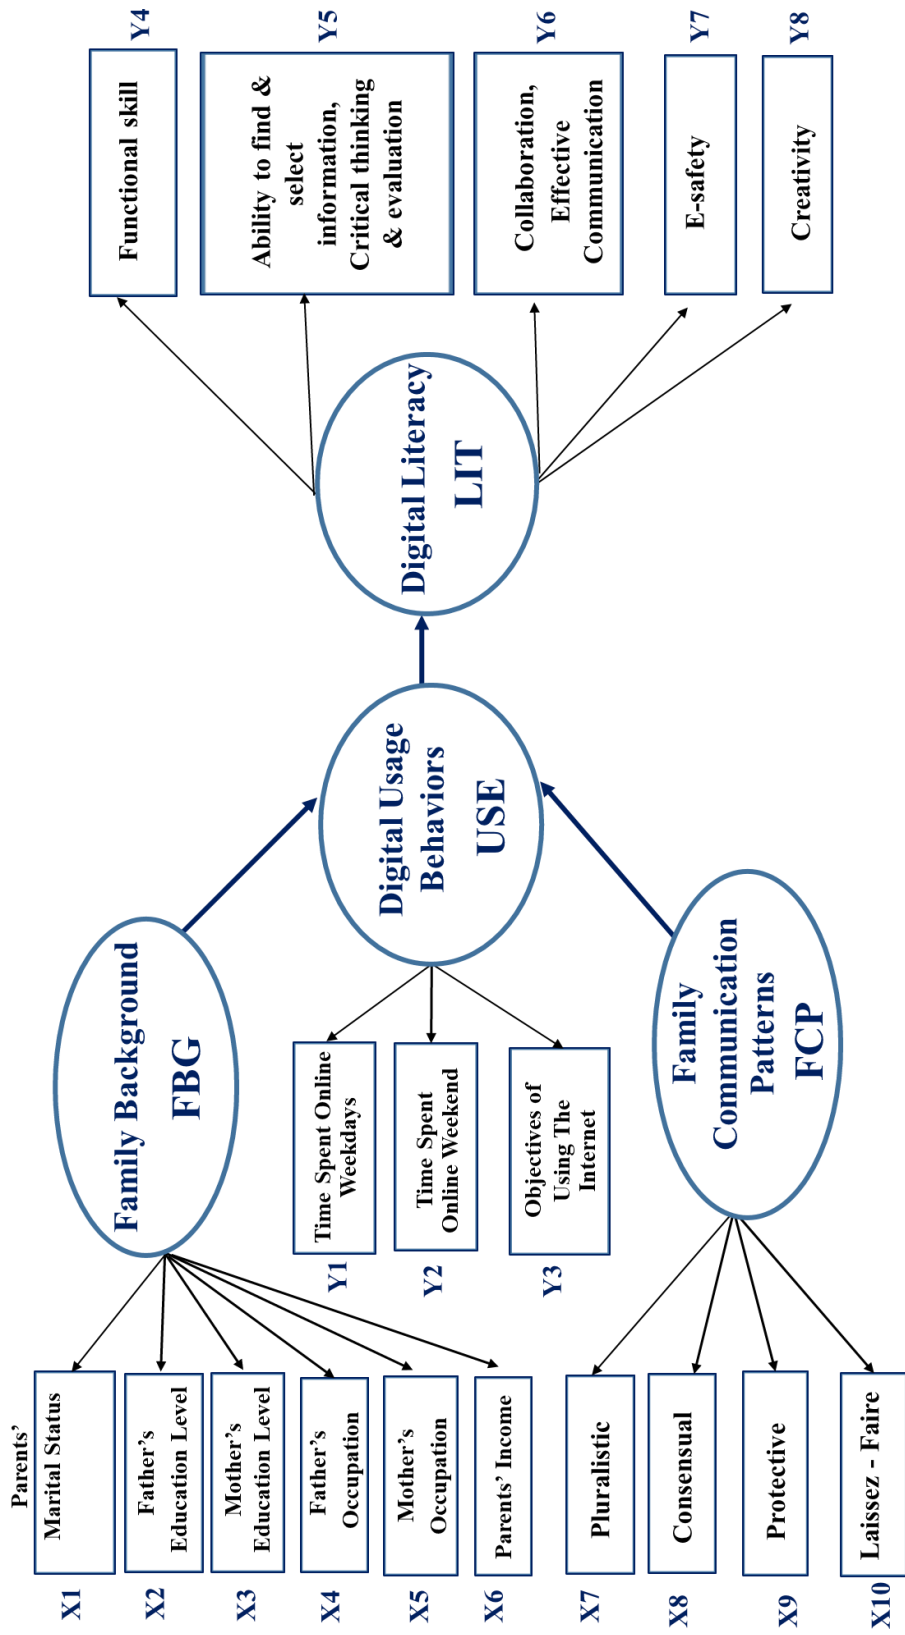 X1
Parents'
Marital Status
X2
Father's
Education Level
X3
Mother's
Education Level
X4
Father's
Occupation
X5
Mother's
Occupation
X6
Parents' Income
X7
Pluralistic
X8
Consensual
X9
Protective
X10
Laissez - Faire
Family Background
FBG
Y1
Time Spent Online
Weekdays
Y2
Time Spent
Online Weekend
Y3
Objectives of
Using The
Internet
Family
Communication
Patterns
FCP
Digital Usage
Behaviors
USE
Digital Literacy
LIT
Functional skill
Y4
Ability to find &
select
information,
Critical thinking
& evaluation
Y5
Collaboration,
Effective
Communication
Y6
E-safety
Y7
Creativity
Y8